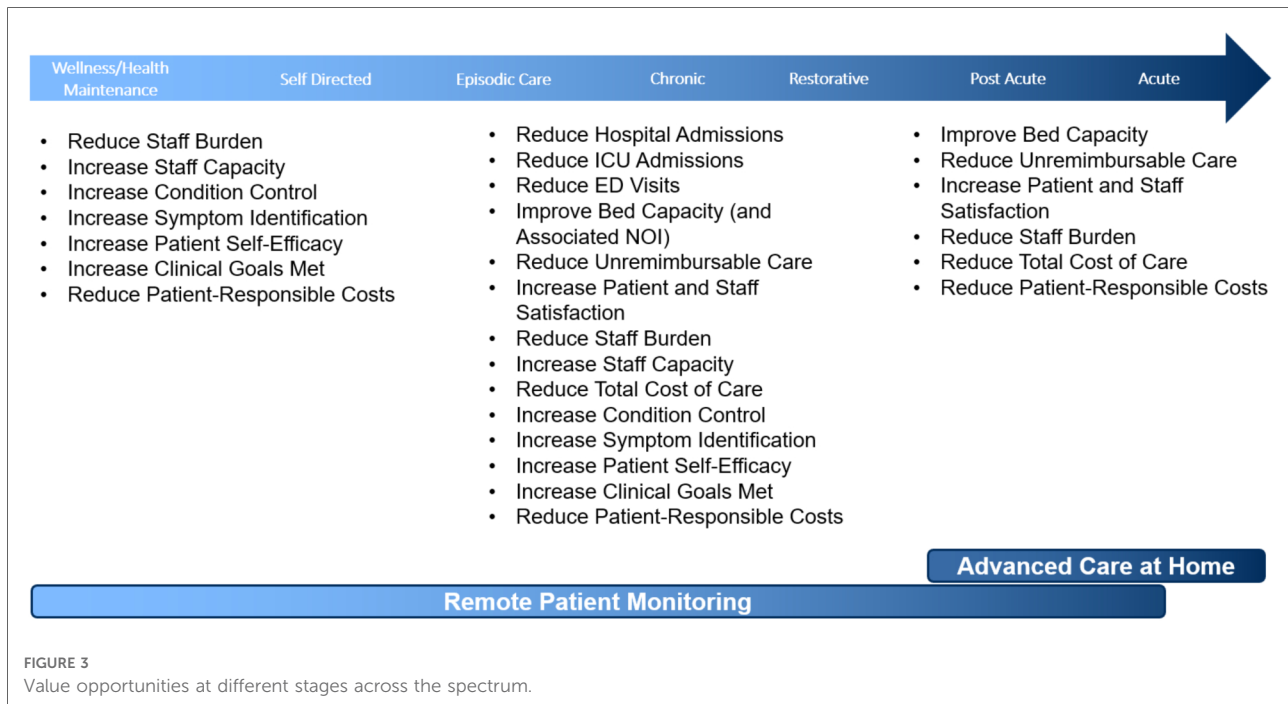 Wellness/Health
Maintenance
Self Directed
Episodic Care
Chronic
Restorative
Post Acute
Acute
• Reduce Staff Burden
• Increase Staff Capacity
• Increase Condition Control
• Increase Symptom Identification
• Increase Patient Self-Efficacy
• Increase Clinical Goals Met
• Reduce Patient-Responsible Costs
• Reduce Hospital Admissions
• Reduce ICU Admissions
• Reduce ED Visits
• Improve Bed Capacity (and
Associated NOI)
• Reduce Unremimbursable Care
• Increase Patient and Staff
Satisfaction
• Reduce Staff Burden
• Increase Staff Capacity
• Reduce Total Cost of Care
• Increase Condition Control
• Increase Symptom Identification
• Increase Patient Self-Efficacy
• Increase Clinical Goals Met
• Reduce Patient-Responsible Costs
• Improve Bed Capacity
• Reduce Unremimbursable Care
• Increase Patient and Staff
Satisfaction
• Reduce Staff Burden
• Reduce Total Cost of Care
• Reduce Patient-Responsible Costs
Advanced Care at Home
Remote Patient Monitoring
FIGURE 3
Value opportunities at different stages across the spectrum.